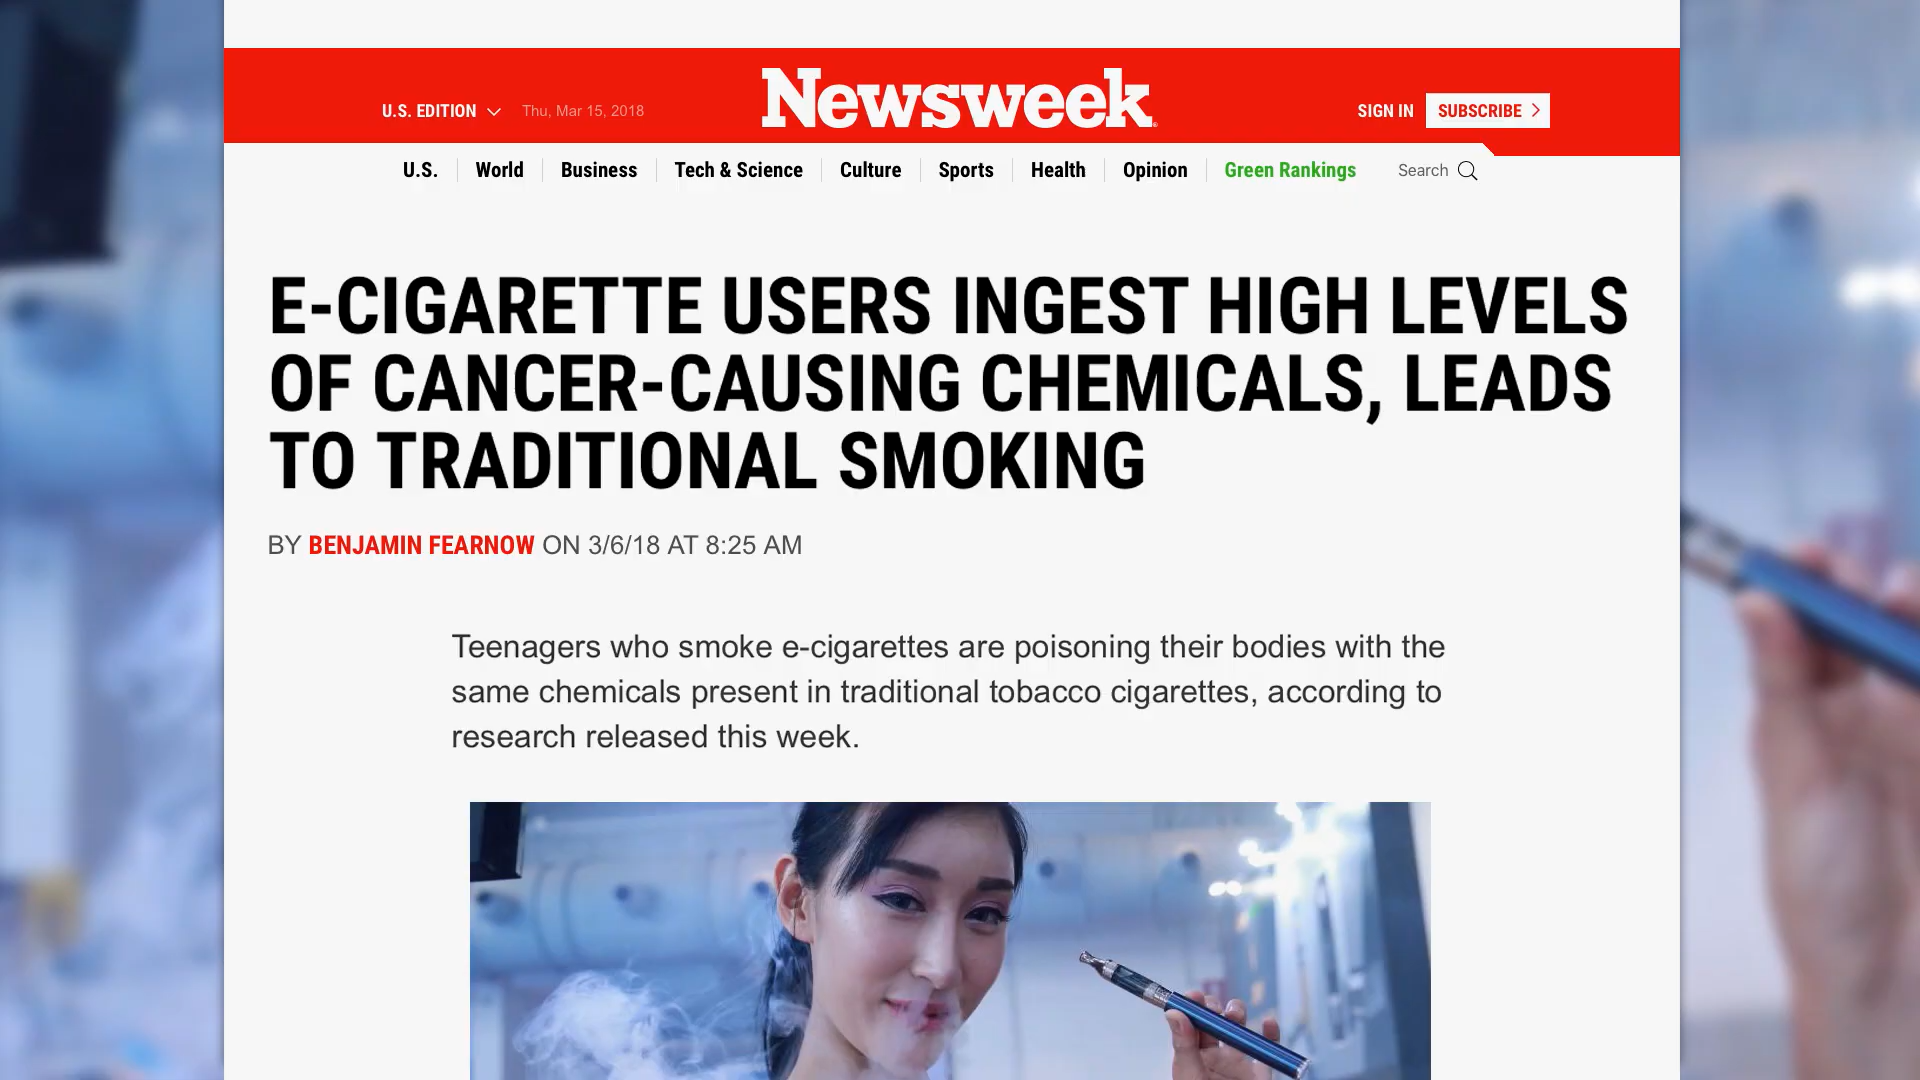 U.S. EDITION Thu, Mar 15, 2018 Newsweek SIGN IN SUBSCRIBE
U.S. World Business Tech & Science Culture Sports Health Opinion Green Rankings Search
E-CIGARETTE USERS INGEST HIGH LEVELS
OF CANCER-CAUSING CHEMICALS, LEADS
TO TRADITIONAL SMOKING
BY BENJAMIN FEARNOW ON 3/6/18 AT 8:25 AM
Teenagers who smoke e-cigarettes are poisoning their bodies with the
same chemicals present in traditional tobacco cigarettes, according to
research released this week.